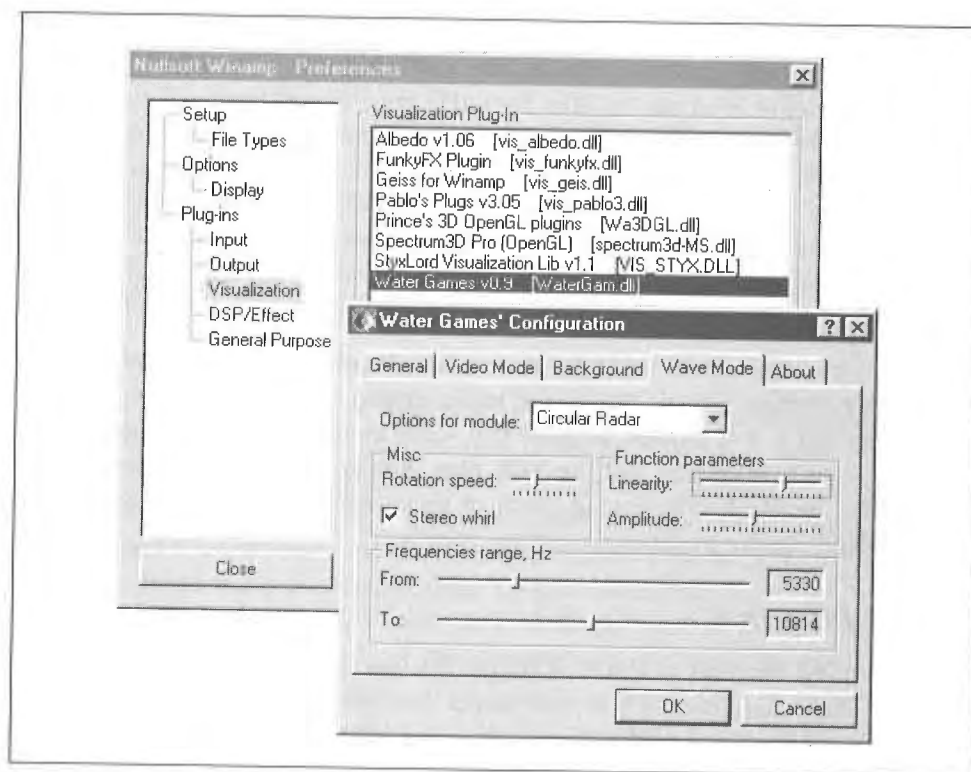 Nullsoft Winamp Preferences
Setup
File Types
Options
Display
Plug-ins
Input
Output
Visualization
DSP/Effect
General Purpose
Close
Visualization Plug-In
Albedo v1.06 [vis_albedo.dll]
FunkyFX Plugin [vis_funkyfx.dll]
Geiss for Winamp [vis_geis.dll]
Pablo's Plugs v3.05 [vis_pablo3.dll]
Prince's 3D OpenGL plugins [Wa3DGL.dll]
Spectrum3D Pro (OpenGL) [spectrum3d-MS.dll]
StyxLord Visualization Lib v1.1 [VIS_STYX.DLL]
Water Games v0.9 [WaterGam.dll]
Water Games' Configuration
General Video Mode Background Wave Mode About
Options for module: Circular Radar
Misc
Rotation speed:
Stereo whirl
Function parameters
Linearity:
Amplitude:
Frequencies range, Hz
From: 5330
To: 10814
OK Cancel